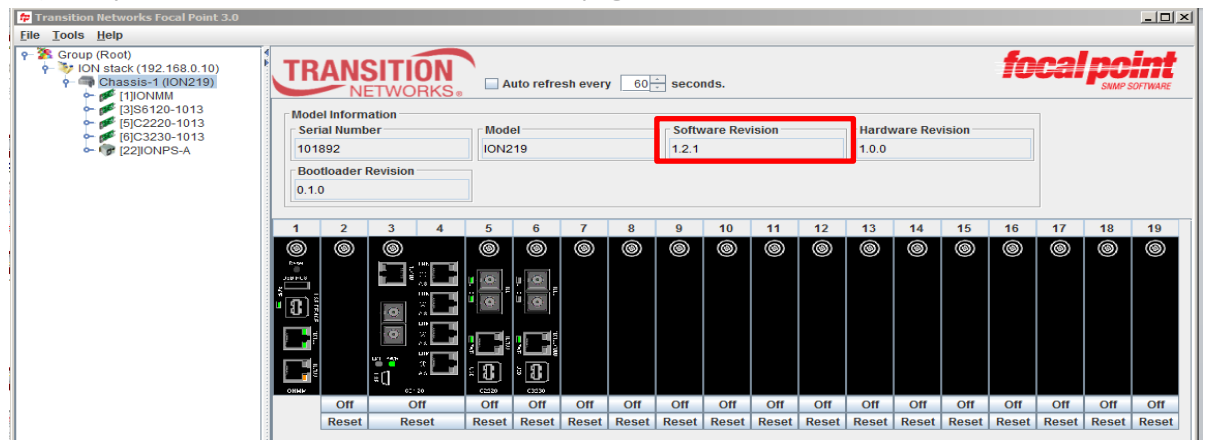 Transition Networks Focal Point 3.0
File Tools Help
Group (Root)
ION stack (192.168.0.10)
Chassis-1 (ION219)
[1]IONMM
[3]S6120-1013
[5]C2220-1013
[6]C3230-1013
[22]IONPS-A
TRANSITION
NETWORKS®
Auto refresh every 60 seconds.
focal point
SNMP SOFTWARE
Model Information
Serial Number Model Software Revision Hardware Revision
101892 ION219 1.2.1 1.0.0
Bootloader Revision
0.1.0
1 2 3 4 5 6 7 8 9 10 11 12 13 14 15 16 17 18 19
Off Off Off Off Off Off Off Off Off Off Off Off Off Off Off Off Off
Reset Reset Reset Reset Reset Reset Reset Reset Reset Reset Reset Reset Reset Reset Reset Reset Reset